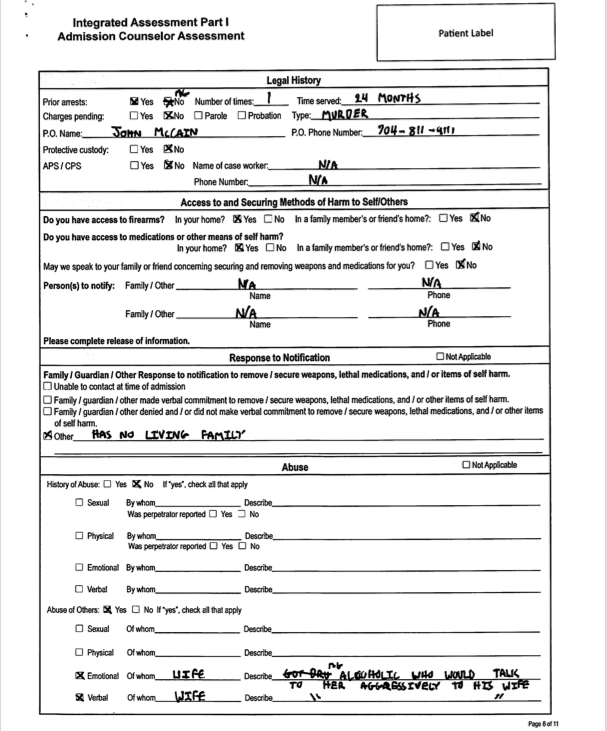 Integrated Assessment Part I
Admission Counselor Assessment
Patient Label
Legal History
Prior arrests: ☒ Yes ☒ No Number of times: 1 Time served: 24 MONTHS
Charges pending: ☐ Yes ☒ No ☐ Parole ☐ Probation Type: MURDER
P.O. Name: JOHN McCAIN P.O. Phone Number: 704-811-9111
Protective custody: ☐ Yes ☒ No
APS / CPS ☐ Yes ☒ No Name of case worker: N/A
Phone Number: N/A
Access to and Securing Methods of Harm to Self/Others
Do you have access to firearms? In your home? ☒ Yes ☐ No In a family member's or friend's home?: ☐ Yes ☒ No
Do you have access to medications or other means of self harm?
In your home? ☒ Yes ☐ No In a family member's or friend's home?: ☐ Yes ☒ No
May we speak to your family or friend concerning securing and removing weapons and medications for you? ☐ Yes ☒ No
Person(s) to notify: Family / Other N/A N/A
Name Phone
Family / Other N/A N/A
Name Phone
Please complete release of information.
Response to Notification ☐ Not Applicable
Family / Guardian / Other Response to notification to remove / secure weapons, lethal medications, and / or items of self harm.
☐ Unable to contact at time of admission
☐ Family / guardian / other made verbal commitment to remove / secure weapons, lethal medications, and / or other items of self harm.
☐ Family / guardian / other denied and / or did not make verbal commitment to remove / secure weapons, lethal medications, and / or other items
of self harm.
☒ Other HAS NO LIVING FAMILY
Abuse ☐ Not Applicable
History of Abuse: ☐ Yes ☒ No If "yes", check all that apply
☐ Sexual By whom Describe
Was perpetrator reported ☐ Yes ☐ No
☐ Physical By whom Describe
Was perpetrator reported ☐ Yes ☐ No
☐ Emotional By whom Describe
☐ Verbal By whom Describe
Abuse of Others: ☒ Yes ☐ No If "yes", check all that apply
☐ Sexual Of whom Describe
☐ Physical Of whom Describe
☒ Emotional Of whom WIFE Describe ALCOHOLIC WHO WOULD TALK
TO HER AGGRESSIVELY TO HIS WIFE
☒ Verbal Of whom WIFE Describe " "
Page 8 of 11